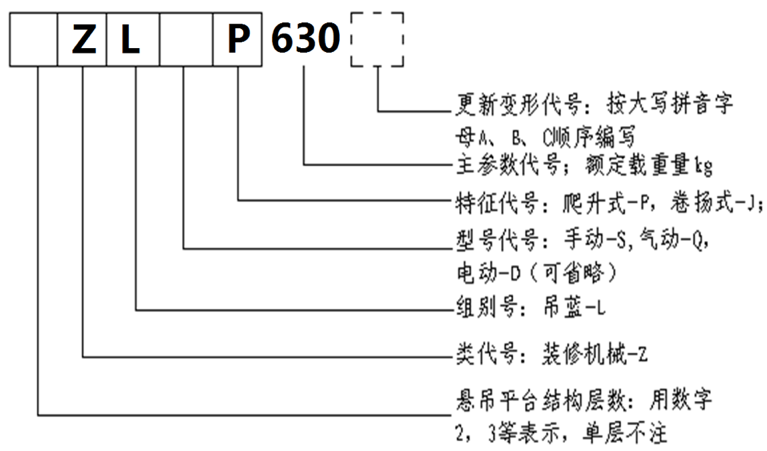 Z L P 630
更新变形代号：按大写拼音字
母A、B、C顺序编写
主参数代号；额定载重量kg
特征代号：爬升式-P，卷扬式-J；
型号代号：手动-S，气动-Q，
电动-D（可省略）
组别号：吊蓝-L
类代号：装修机械-Z
悬吊平台结构层数：用数字
2，3等表示，单层不注